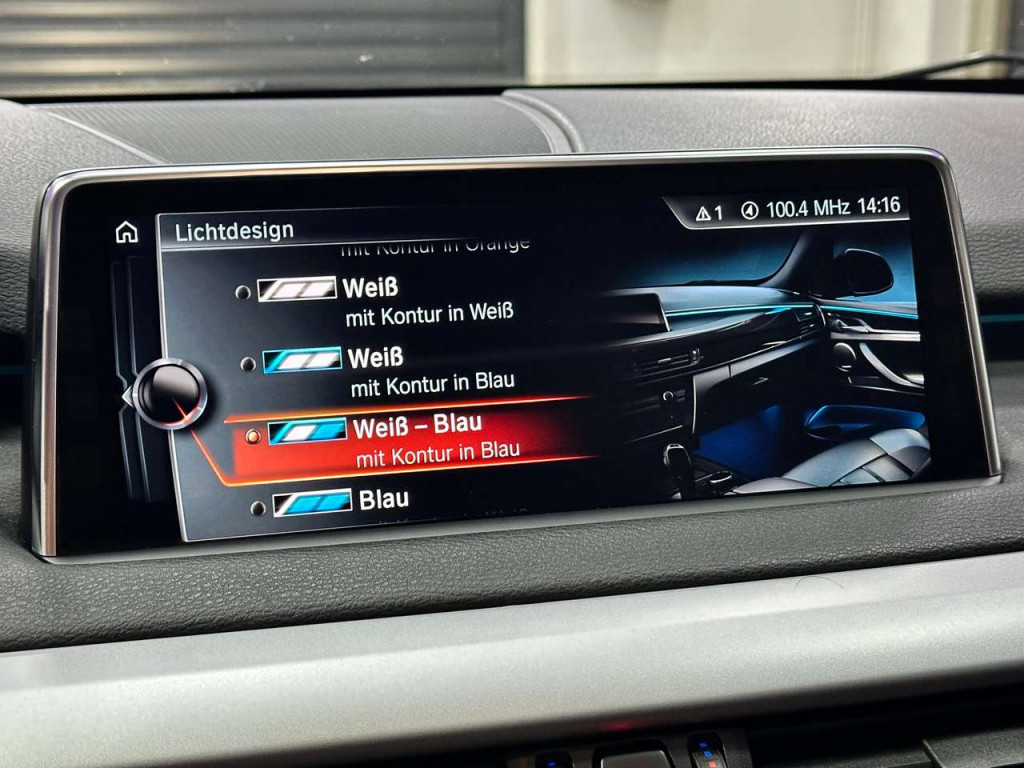 Lichtdesign
1 100.4 MHz 14:16
mit Kontur in Orange
Weiß
mit Kontur in Weiß
Weiß
mit Kontur in Blau
Weiß – Blau
mit Kontur in Blau
Blau